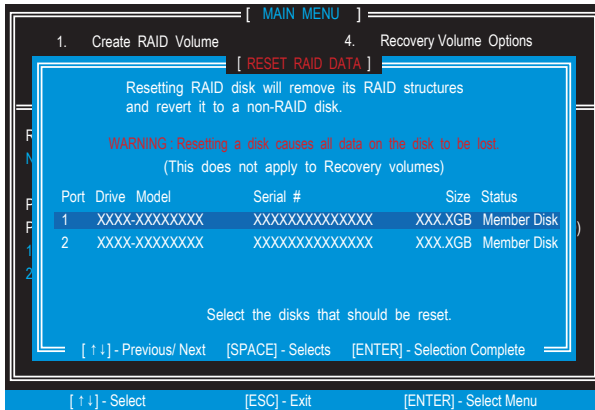 [ MAIN MENU ]
1. Create RAID Volume 4. Recovery Volume Options
[ RESET RAID DATA ]
Resetting RAID disk will remove its RAID structures
and revert it to a non-RAID disk.
WARNING : Resetting a disk causes all data on the disk to be lost.
(This does not apply to Recovery volumes)
Port Drive Model Serial # Size Status
1 XXXX-XXXXXXXX XXXXXXXXXXXXXX XXX.XGB Member Disk
2 XXXX-XXXXXXXX XXXXXXXXXXXXXX XXX.XGB Member Disk
Select the disks that should be reset.
[ ↑↓] - Previous/ Next [SPACE] - Selects [ENTER] - Selection Complete
[ ↑↓] - Select [ESC] - Exit [ENTER] - Select Menu